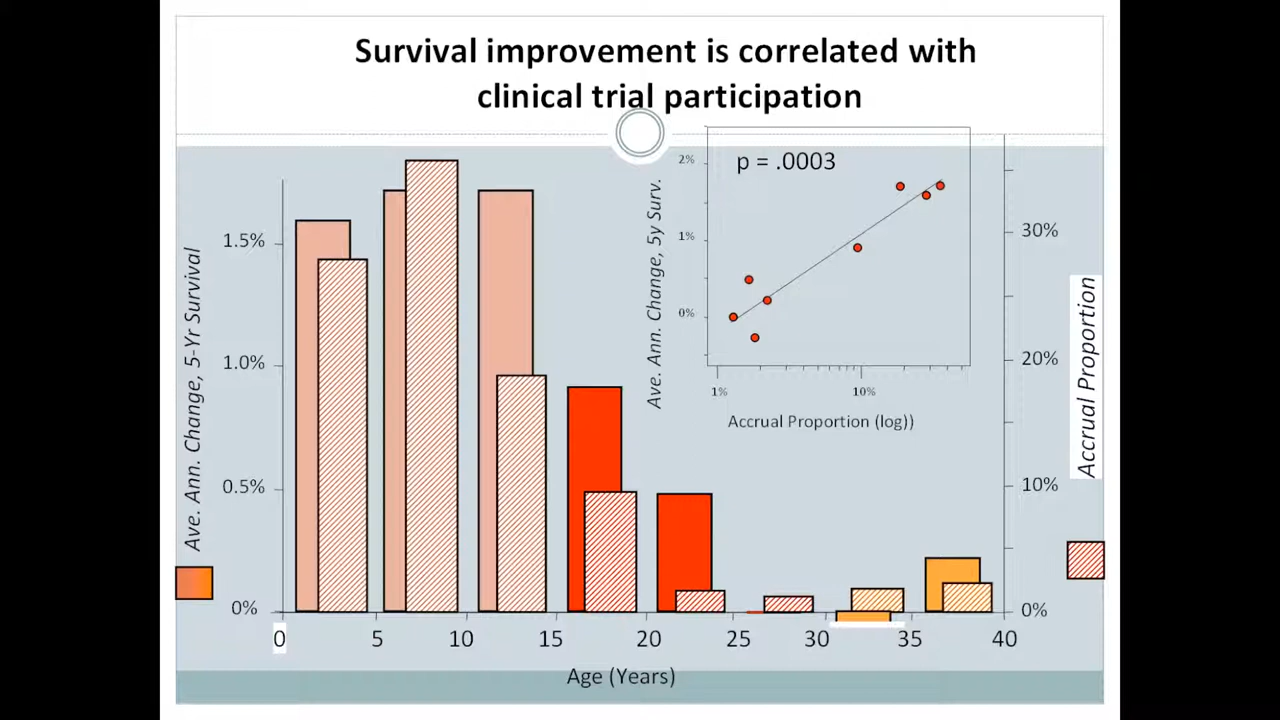 Survival improvement is correlated with
clinical trial participation
Ave. Ann. Change, 5-Yr Survival
1.5%
1.0%
0.5%
0%
Ave. Ann. Change, 5y Surv.
p = .0003
2%
1%
0%
1%
10%
Accrual Proportion (log))
30%
20%
10%
0%
Accrual Proportion
0
5
10
15
20
25
30
35
40
Age (Years)